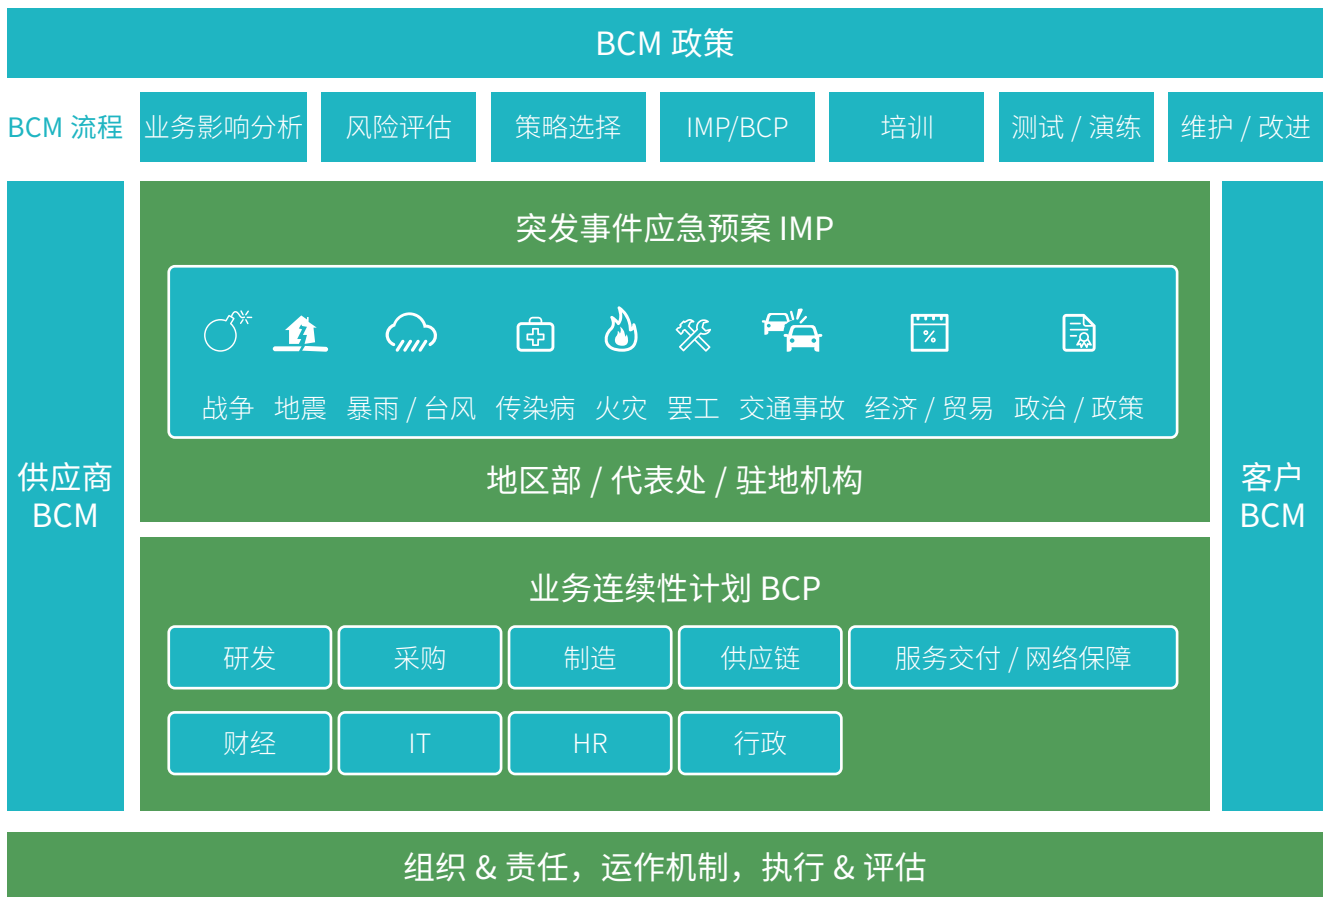 BCM 政策
BCM 流程
业务影响分析
风险评估
策略选择
IMP/BCP
培训
测试 / 演练
维护 / 改进
供应商
BCM
突发事件应急预案 IMP
%
战争
地震
暴雨 / 台风
传染病
火灾
罢工
交通事故
经济 / 贸易
政治 / 政策
地区部 / 代表处 / 驻地机构
客户
BCM
业务连续性计划 BCP
研发
采购
制造
供应链
服务交付 / 网络保障
财经
IT
HR
行政
组织 & 责任，运作机制，执行 & 评估